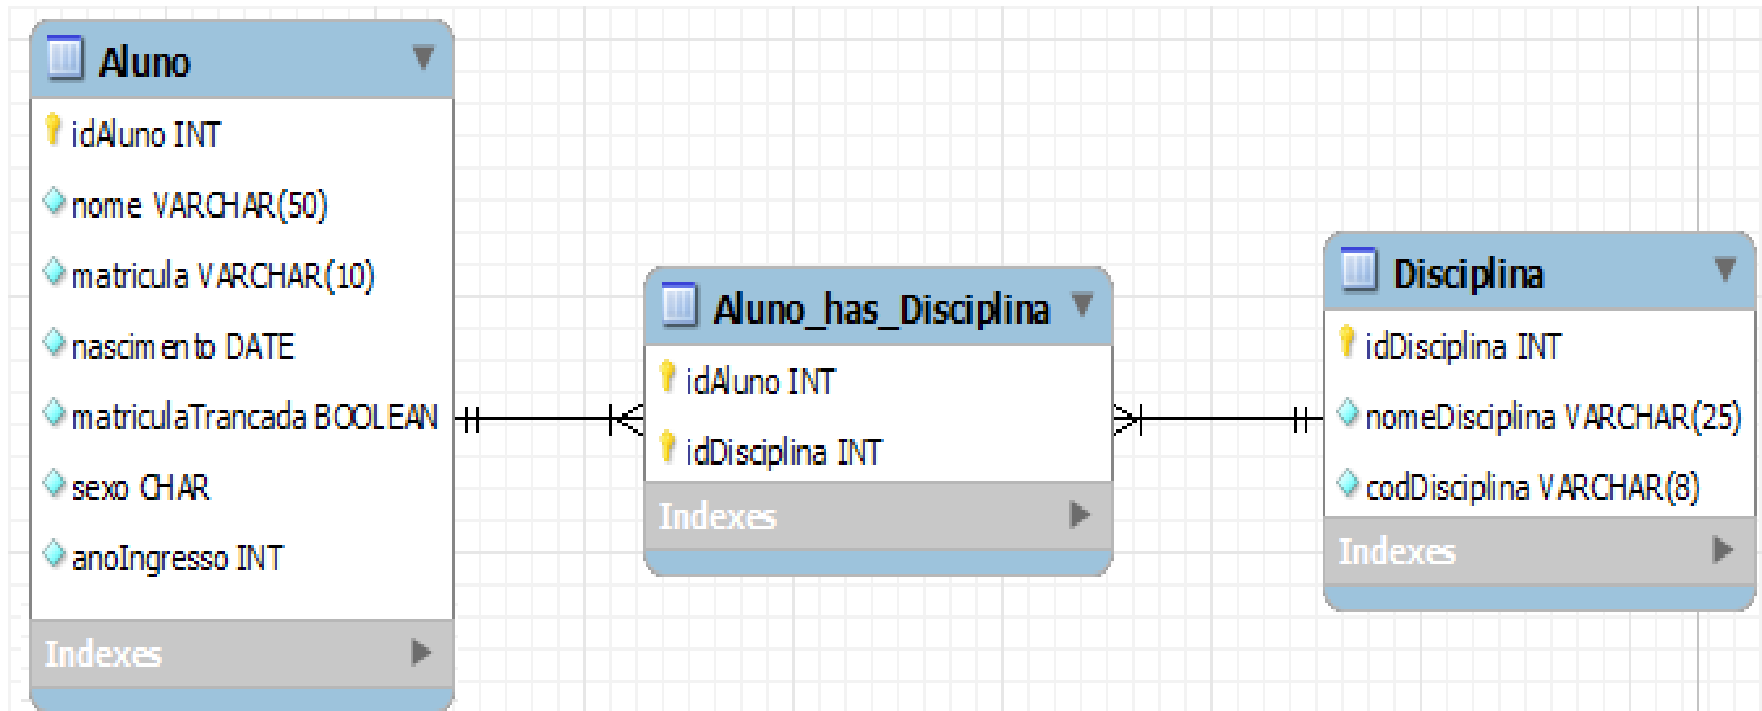 Aluno
idAluno INT
nome VARCHAR(50)
matricula VARCHAR(10)
nascimento DATE
matriculaTrancada BOOLEAN
sexo CHAR
anoIngresso INT
Indexes
Aluno_has_Disciplina
idAluno INT
idDisciplina INT
Indexes
Disciplina
idDisciplina INT
nomeDisciplina VARCHAR(25)
codDisciplina VARCHAR(8)
Indexes